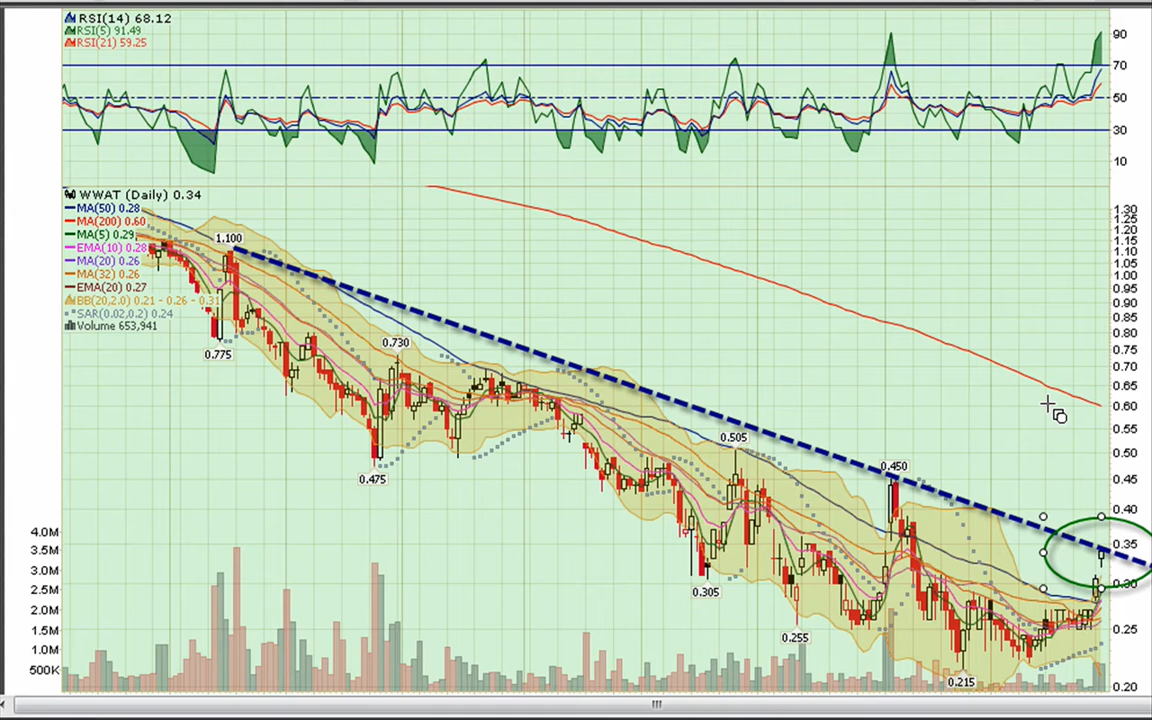 RSI(14) 68.12
RSI(5) 91.49
RSI(21) 59.25
90
70
50
30
10
WWAT (Daily) 0.34
MA(50) 0.28
MA(200) 0.60
MA(5) 0.29
EMA(10) 0.28
MA(20) 0.26
MA(32) 0.26
EMA(20) 0.27
BB(20,2.0) 0.21 - 0.26 - 0.31
SAR(0.02,0.2) 0.24
Volume 653,941
1.100
0.775
0.730
0.475
0.505
0.305
0.450
0.255
0.215
1.30
1.25
1.20
1.15
1.10
1.05
1.00
0.95
0.90
0.85
0.80
0.75
0.70
0.65
0.60
0.55
0.50
0.45
0.40
0.35
0.30
0.25
0.20
4.0M
3.5M
3.0M
2.5M
2.0M
1.5M
1.0M
500K